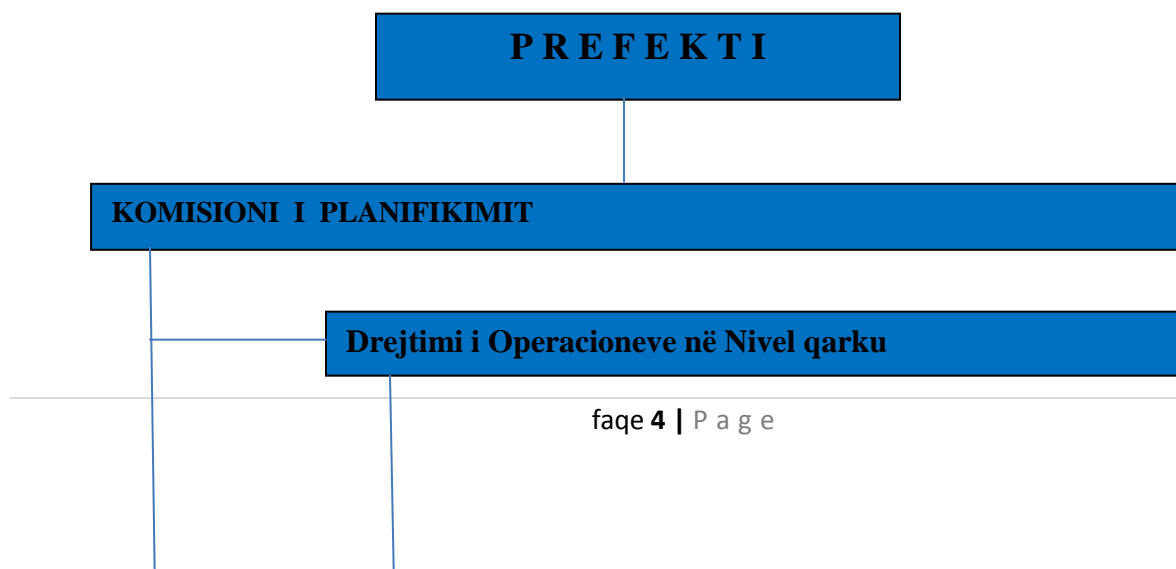 P R E F E K T I
KOMISIONI I PLANIFIKIMIT
Drejtimi i Operacioneve në Nivel qarku
faqe 4 | P a g e